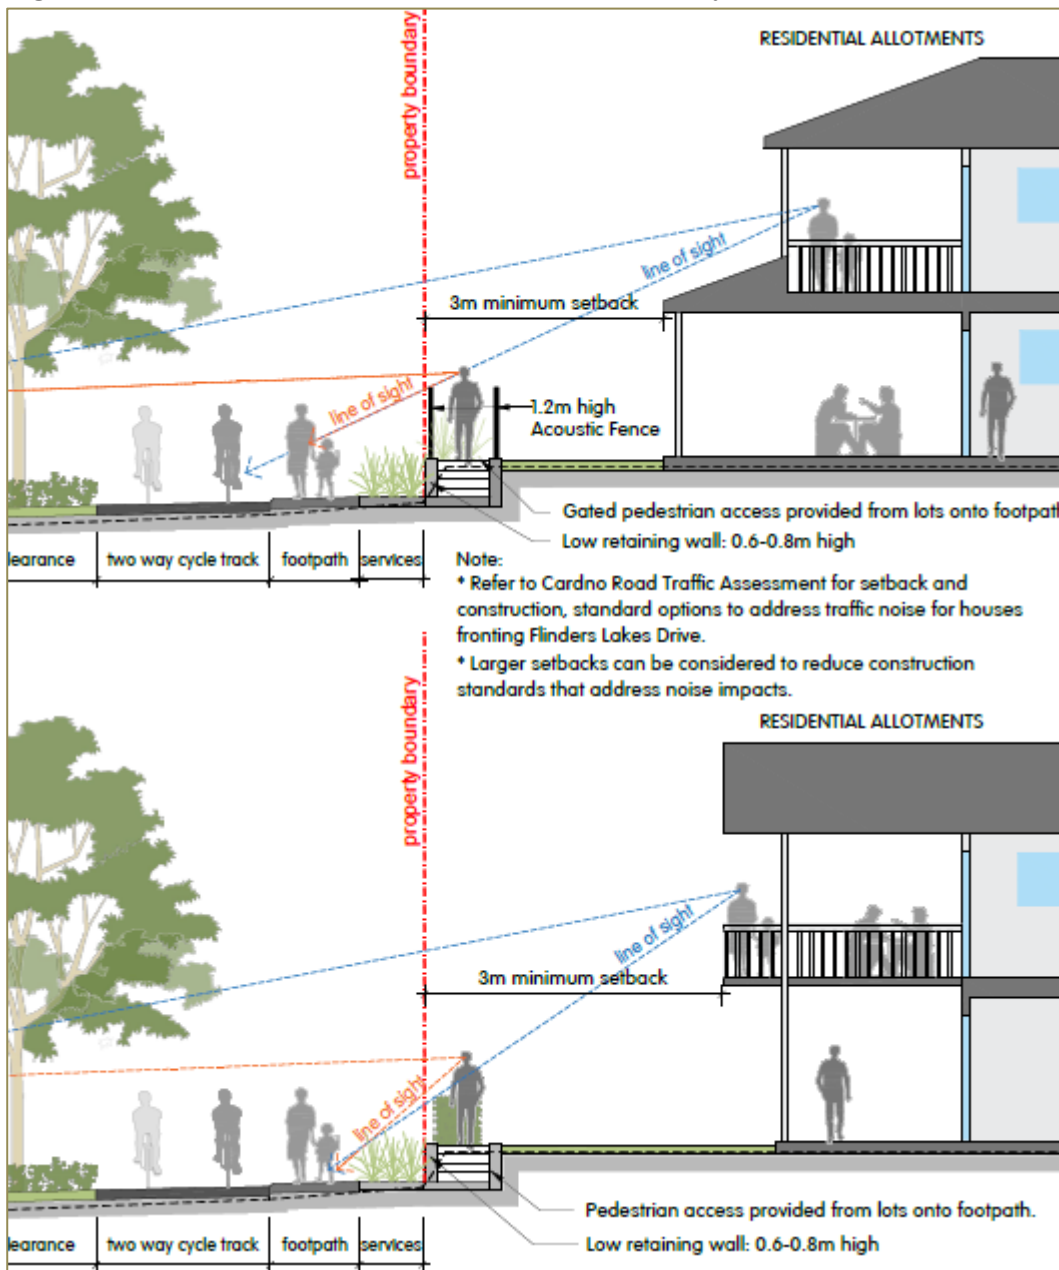 RESIDENTIAL ALLOTMENTS
property boundary
line of sight
3m minimum setback
line of sight
1.2m high
Acoustic Fence
Gated pedestrian access provided from lots onto footpath
Low retaining wall: 0.6-0.8m high
learance
two way cycle track
footpath
services
Note:
* Refer to Cardno Road Traffic Assessment for setback and
construction, standard options to address traffic noise for houses
fronting Flinders Lakes Drive.
* Larger setbacks can be considered to reduce construction
standards that address noise impacts.
property boundary
RESIDENTIAL ALLOTMENTS
line of sight
3m minimum setback
line of sight
Pedestrian access provided from lots onto footpath.
Low retaining wall: 0.6-0.8m high
learance
two way cycle track
footpath
services